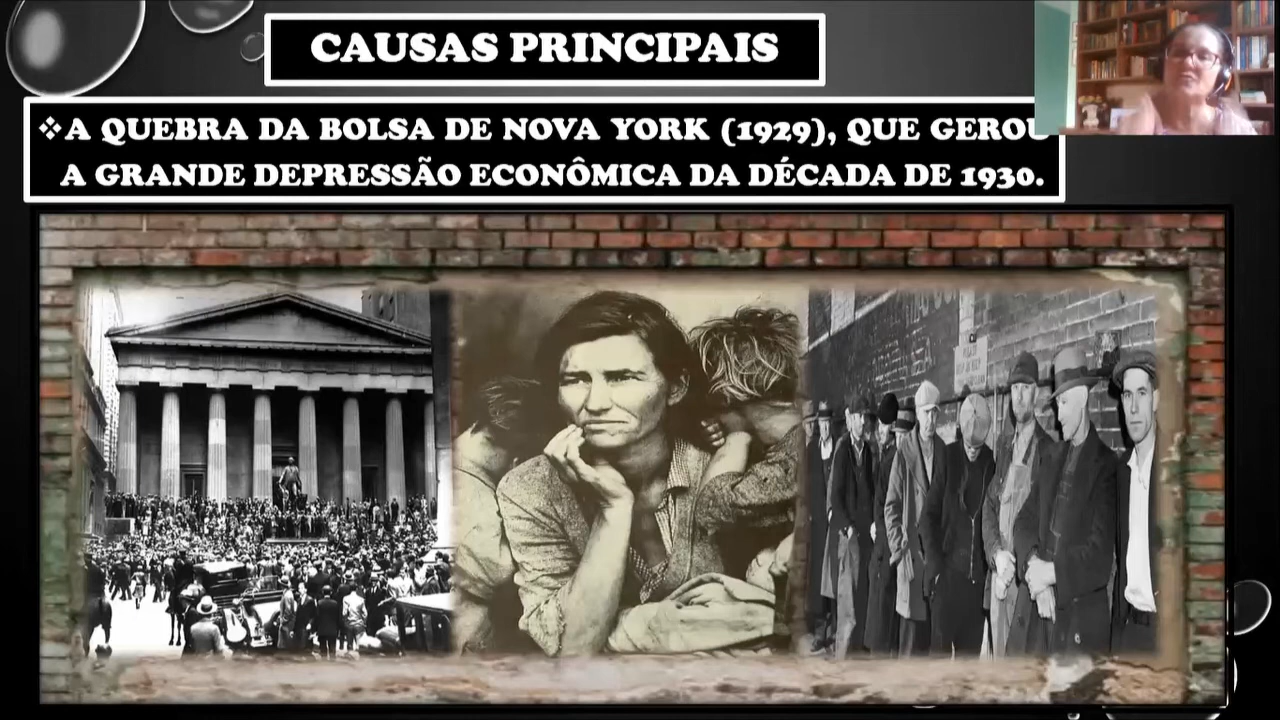 CAUSAS PRINCIPAIS
❖A QUEBRA DA BOLSA DE NOVA YORK (1929), QUE GEROU
A GRANDE DEPRESSÃO ECONÔMICA DA DÉCADA DE 1930.